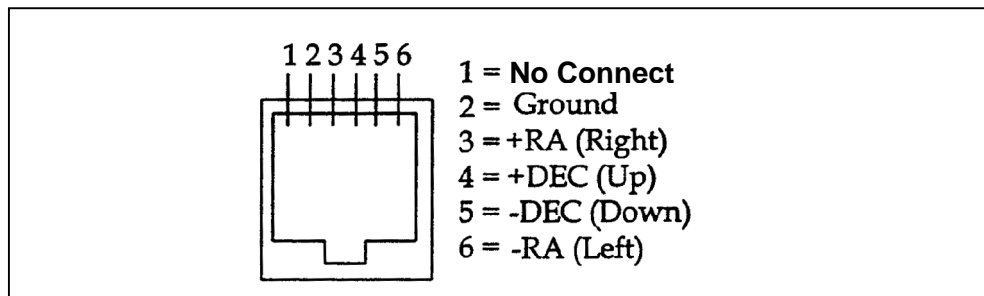 1 2 3 4 5 6
1 = No Connect
2 = Ground
3 = +RA (Right)
4 = +DEC (Up)
5 = -DEC (Down)
6 = -RA (Left)